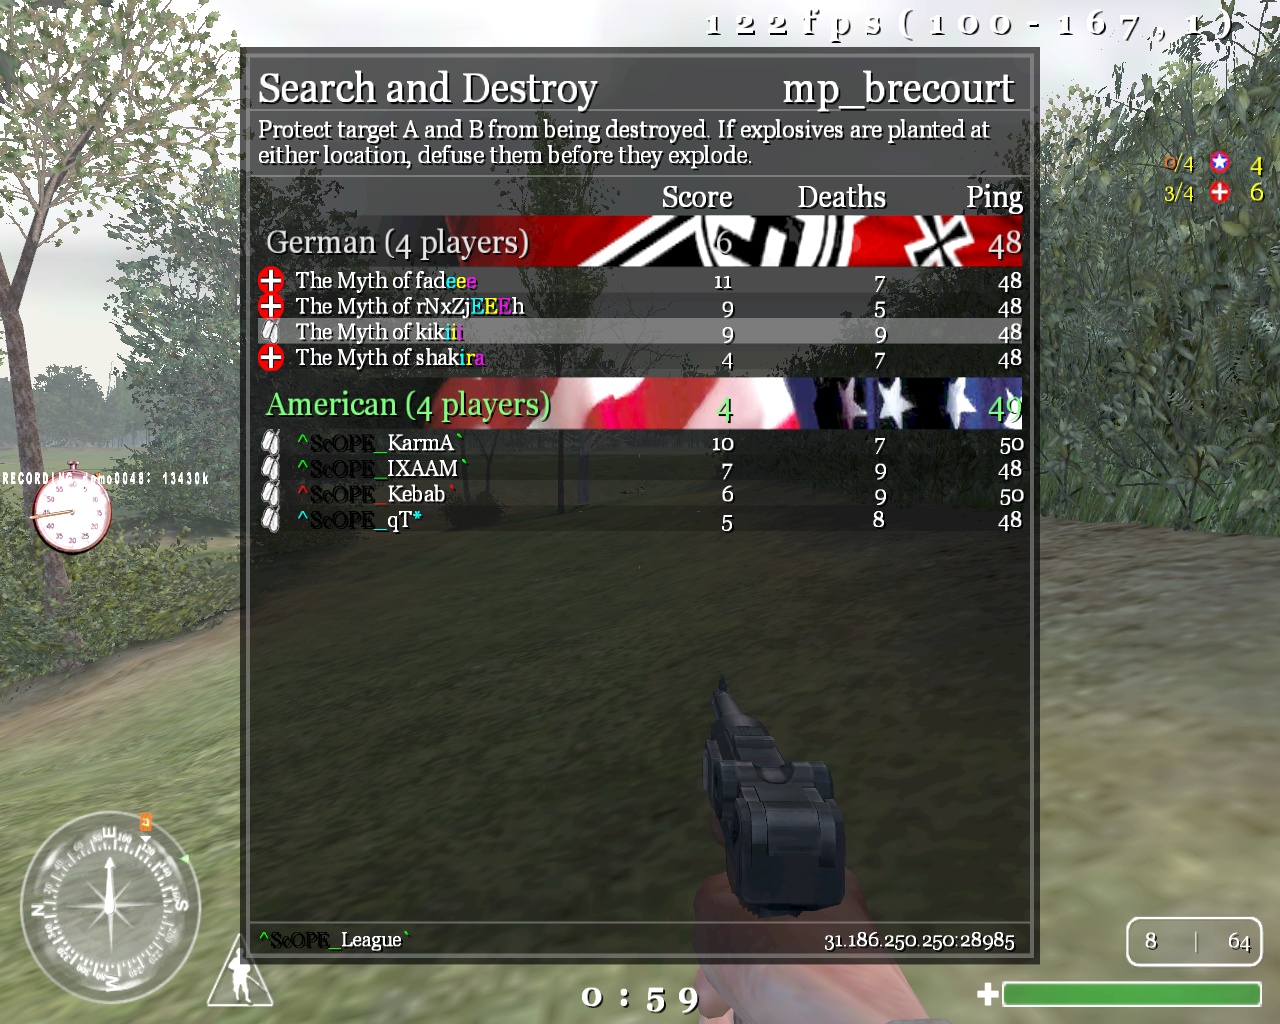 122fps(100-167,1)
Search and Destroy mp_brecourt
Protect target A and B from being destroyed. If explosives are planted at
either location, defuse them before they explode.
0/4 4
3/4 6
Score Deaths Ping
German (4 players) 6 48
The Myth of fadeee 11 7 48
The Myth of rNxZjEEEh 9 5 48
The Myth of kikiii 9 9 48
The Myth of shakira 4 7 48
American (4 players) 4 49
^ScOPE_KarmA` 10 7 50
^ScOPE_IXAAM` 7 9 48
^ScOPE_Kebab` 6 9 50
^ScOPE_qT* 5 8 48
RECORDING demo0048: 13430k
^ScOPE_League` 31.186.250.250:28985
8 | 64
0:59